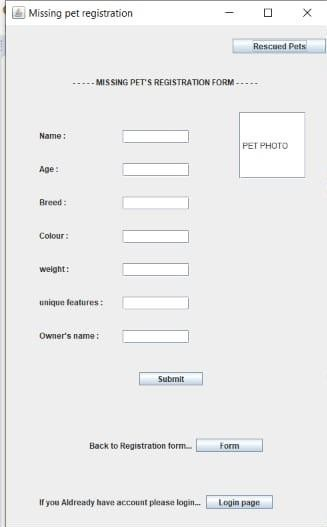 Missing pet registration
Rescued Pets
- - - - - MISSING PET'S REGISTRATION FORM - - - - -
Name :
PET PHOTO
Age :
Breed :
Colour :
weight :
unique features :
Owner's name :
Submit
Back to Registration form... Form
If you Aldready have account please login... Login page